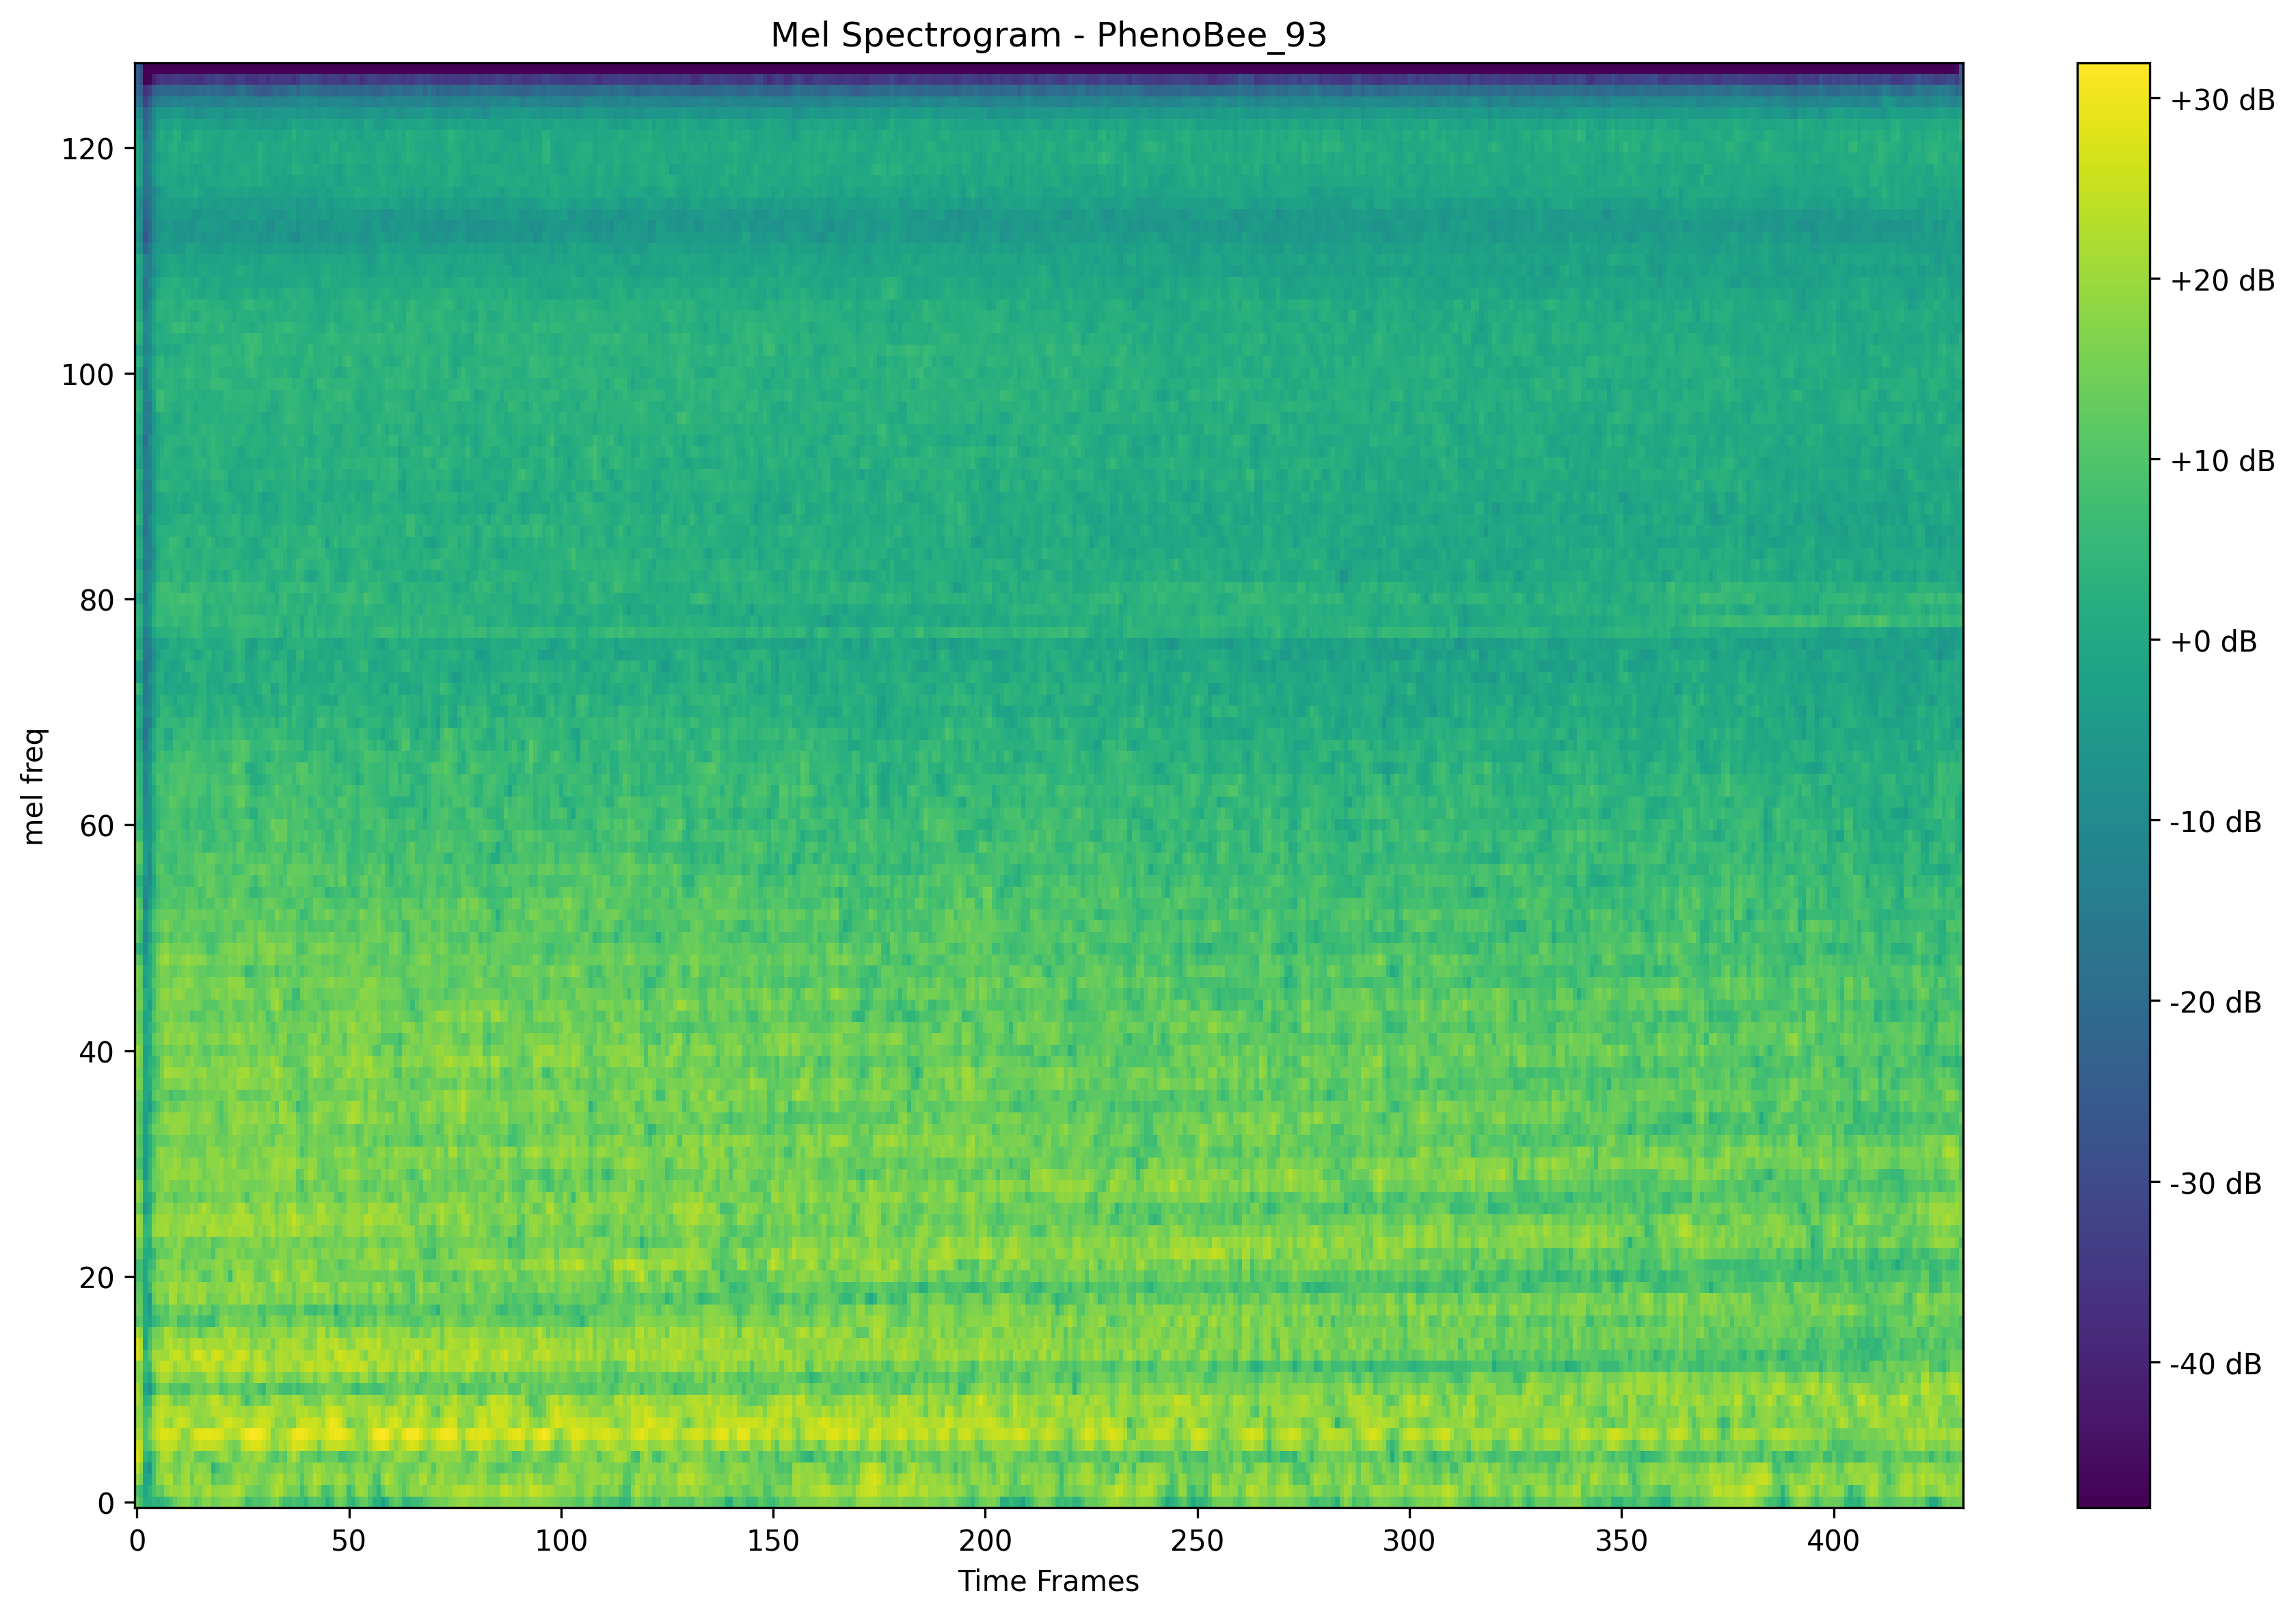 Mel Spectrogram - PhenoBee_93
mel freq
120
100
80
60
40
20
0
0 50 100 150 200 250 300 350 400
Time Frames
+30 dB
+20 dB
+10 dB
+0 dB
-10 dB
-20 dB
-30 dB
-40 dB